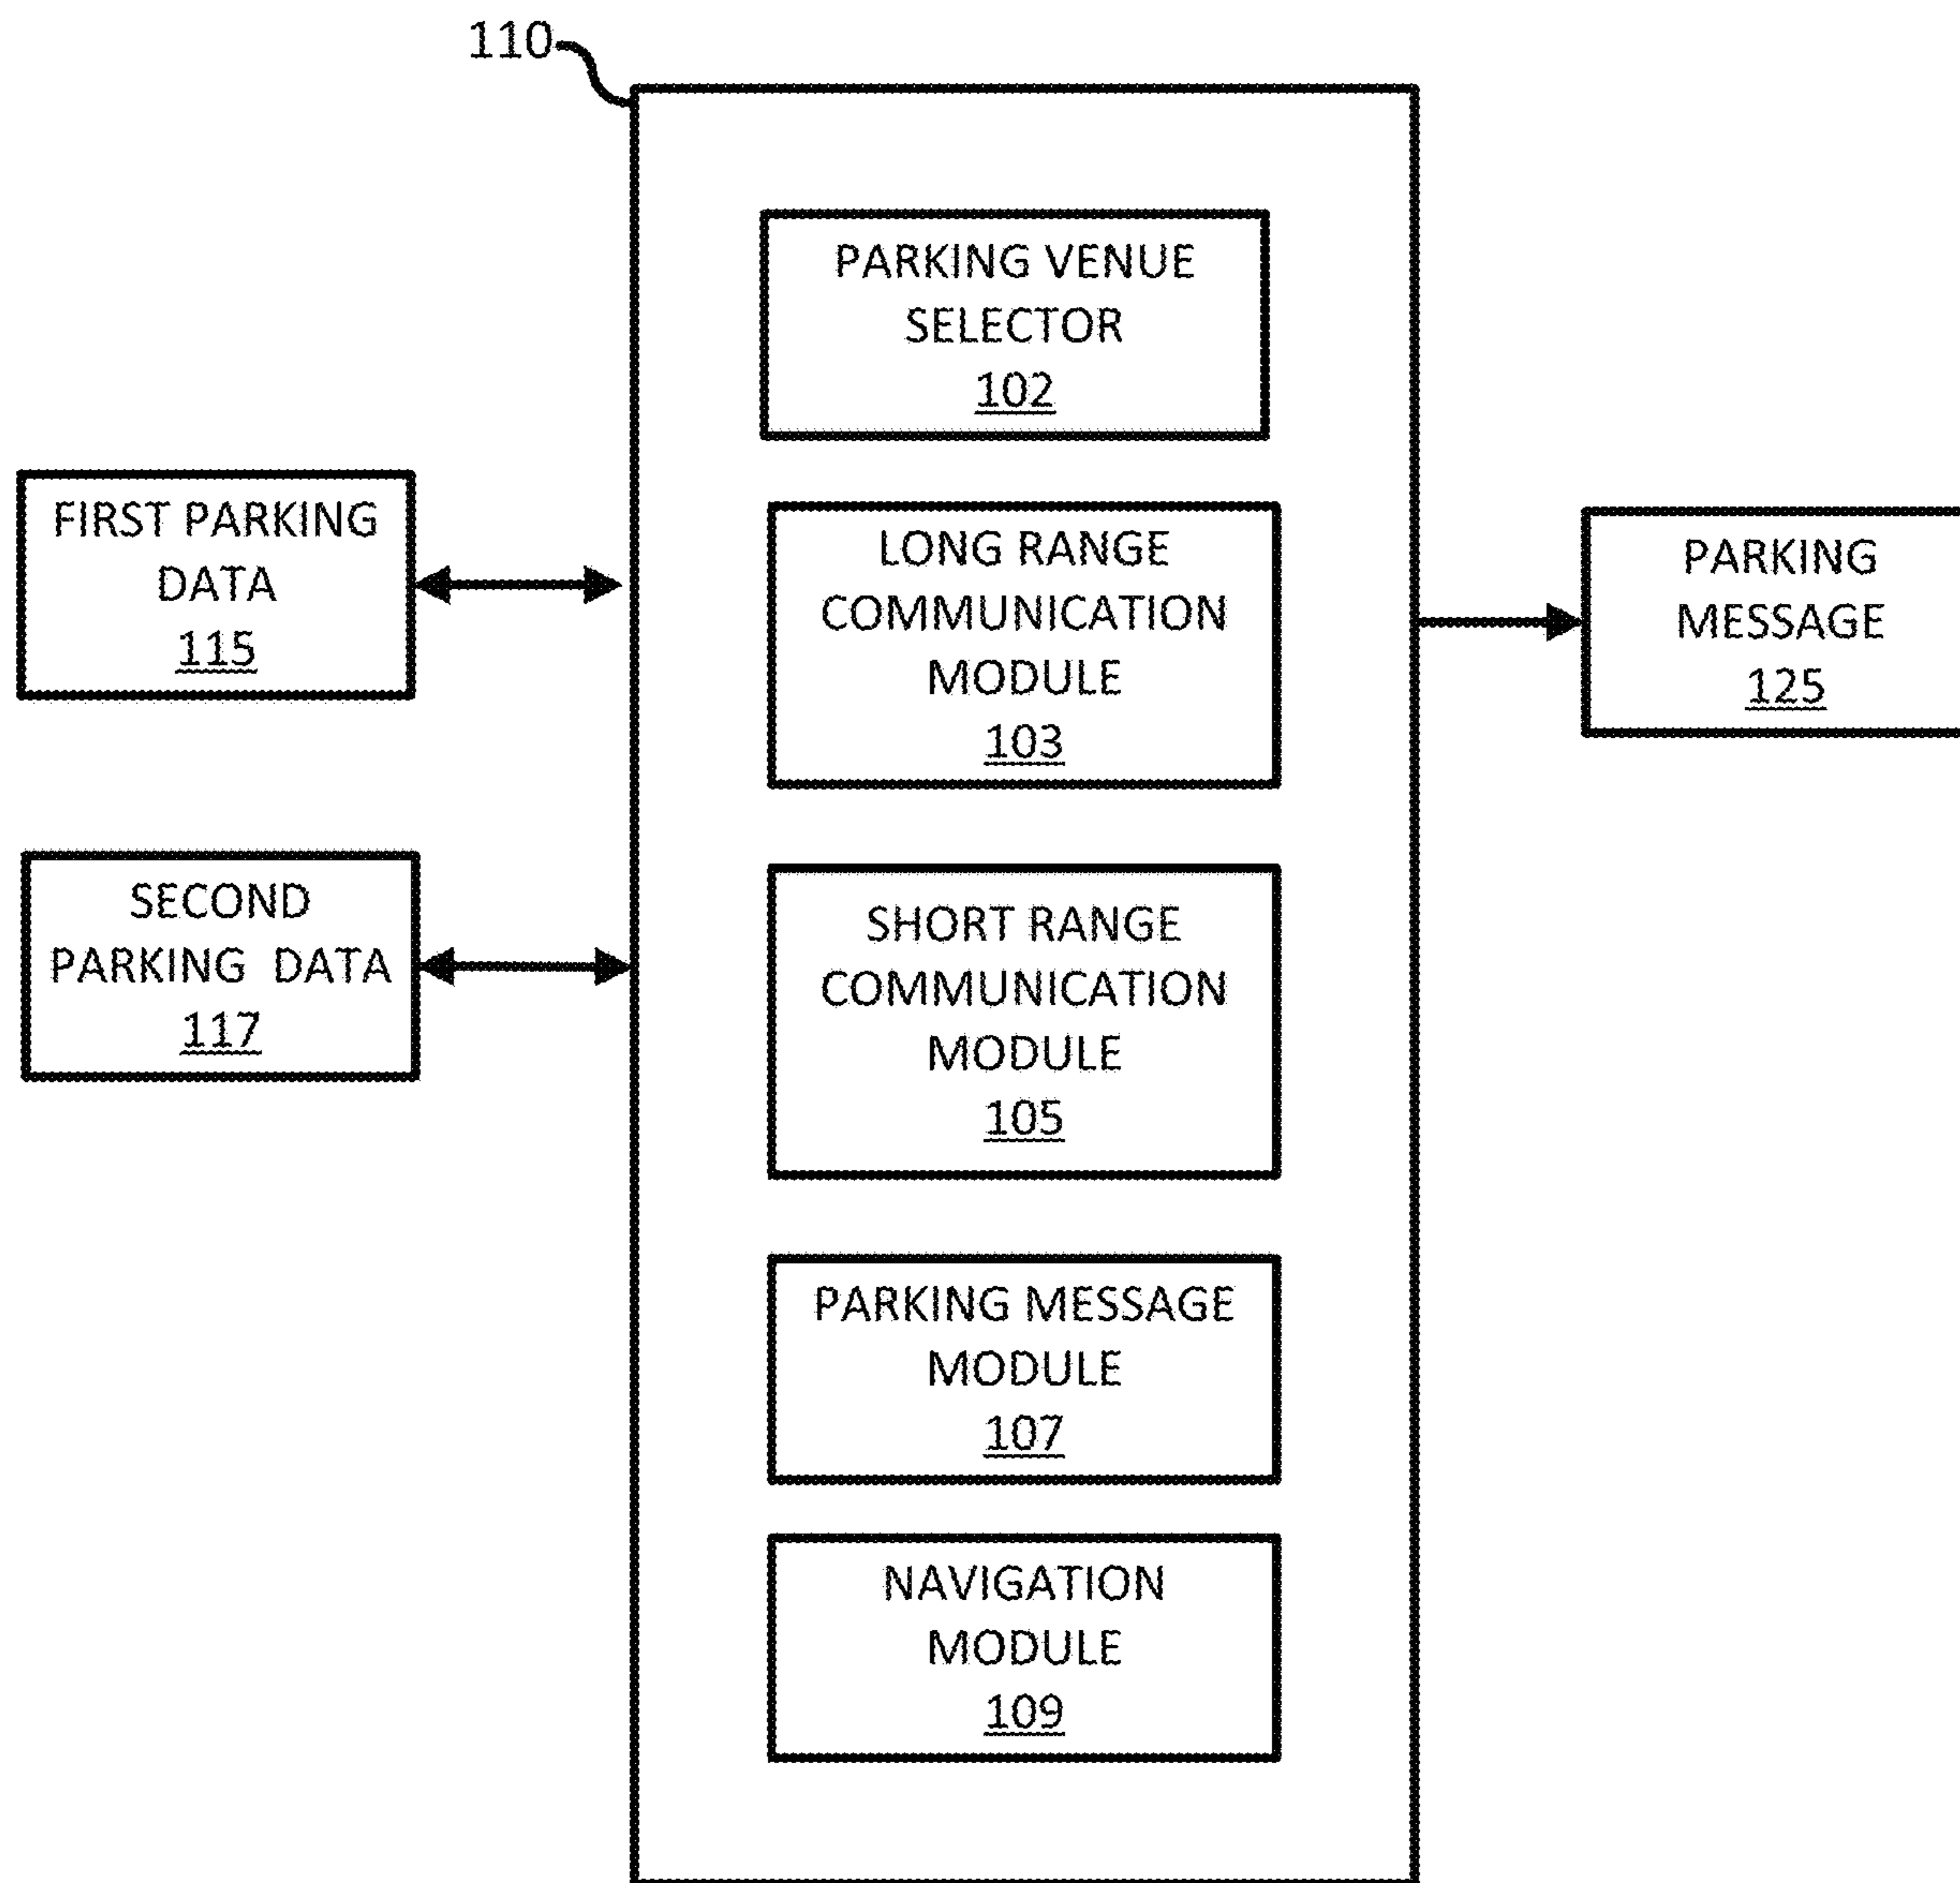 110
PARKING VENUE
SELECTOR
102
FIRST PARKING
DATA
115
LONG RANGE
COMMUNICATION
MODULE
103
PARKING
MESSAGE
125
SECOND
PARKING DATA
117
SHORT RANGE
COMMUNICATION
MODULE
105
PARKING MESSAGE
MODULE
107
NAVIGATION
MODULE
109